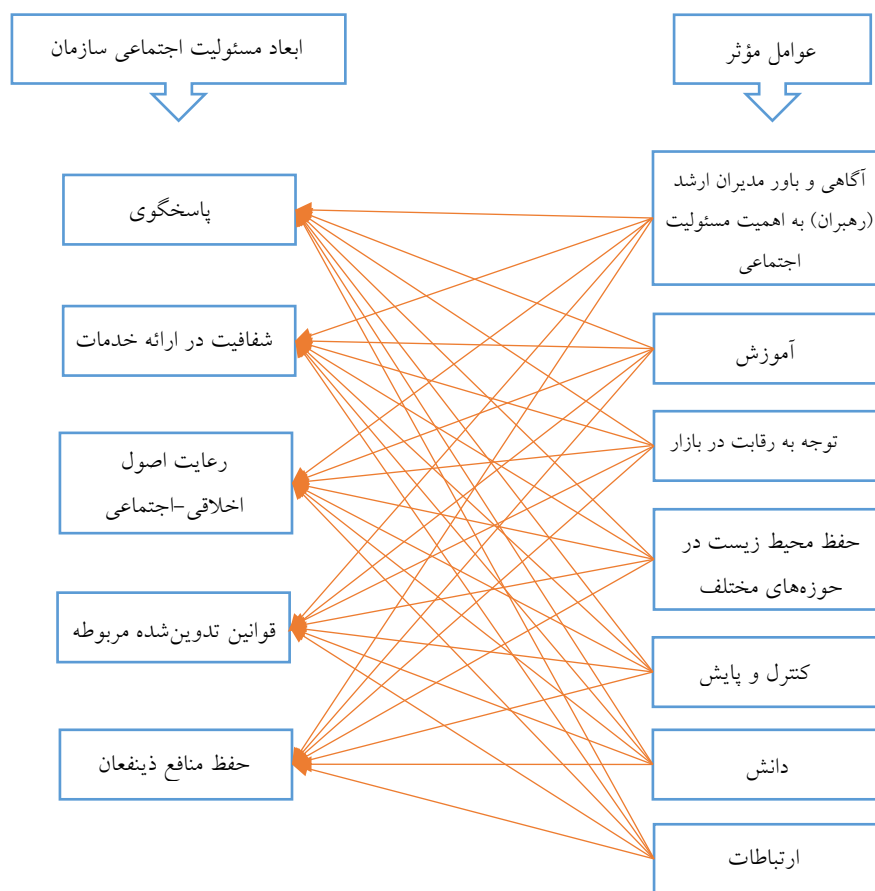 عوامل مؤثر
آگاهی و باور مدیران ارشد
(رهبران) به اهمیت مسئولیت
اجتماعی
آموزش
توجه به رقابت در بازار
حفظ محیط زیست در
حوزه‌های مختلف
کنترل و پایش
دانش
ارتباطات
ابعاد مسئولیت اجتماعی سازمان
پاسخگوی
شفافیت در ارائه خدمات
رعایت اصول
اخلاقی-اجتماعی
قوانین تدوین‌شده مربوطه
حفظ منافع ذینفعان